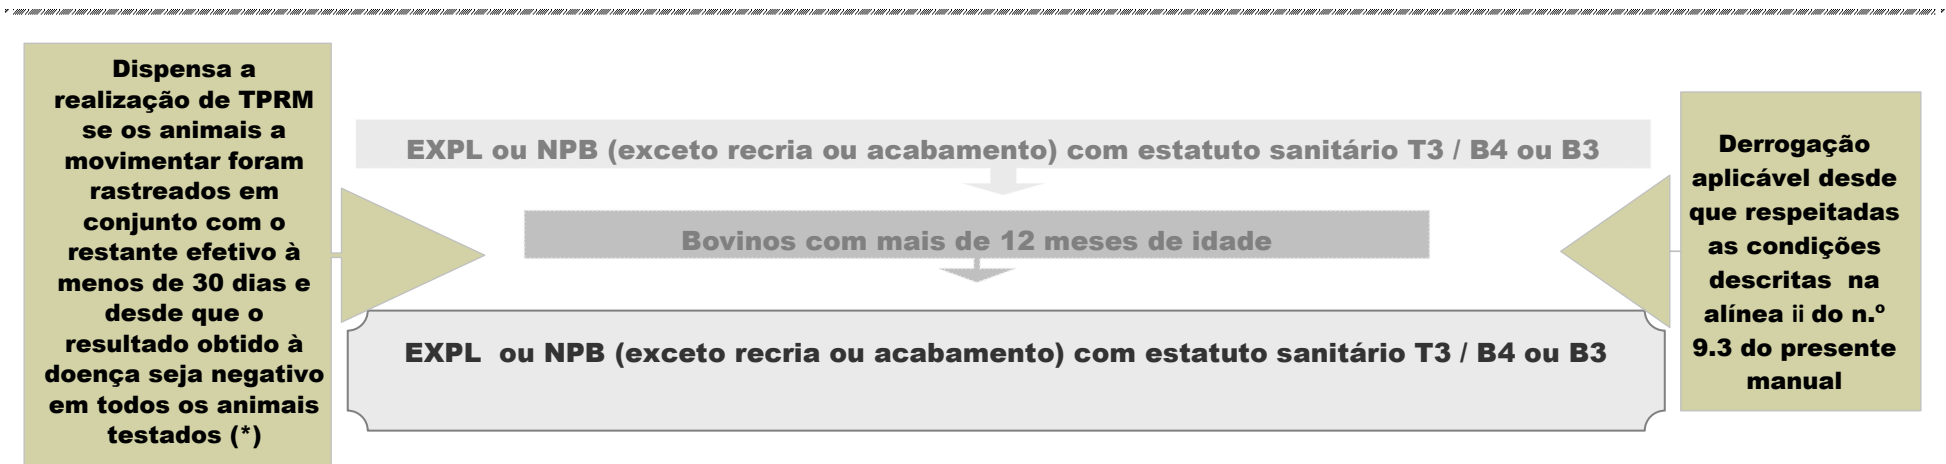 Dispensa a
realização de TPRM
se os animais a
movimentar foram
rastreados em
conjunto com o
restante efetivo à
menos de 30 dias e
desde que o
resultado obtido à
doença seja negativo
em todos os animais
testados (*)
EXPL ou NPB (exceto recria ou acabamento) com estatuto sanitário T3 / B4 ou B3
Bovinos com mais de 12 meses de idade
EXPL ou NPB (exceto recria ou acabamento) com estatuto sanitário T3 / B4 ou B3
Derrogação
aplicável desde
que respeitadas
as condições
descritas na
alínea ii do n.º
9.3 do presente
manual